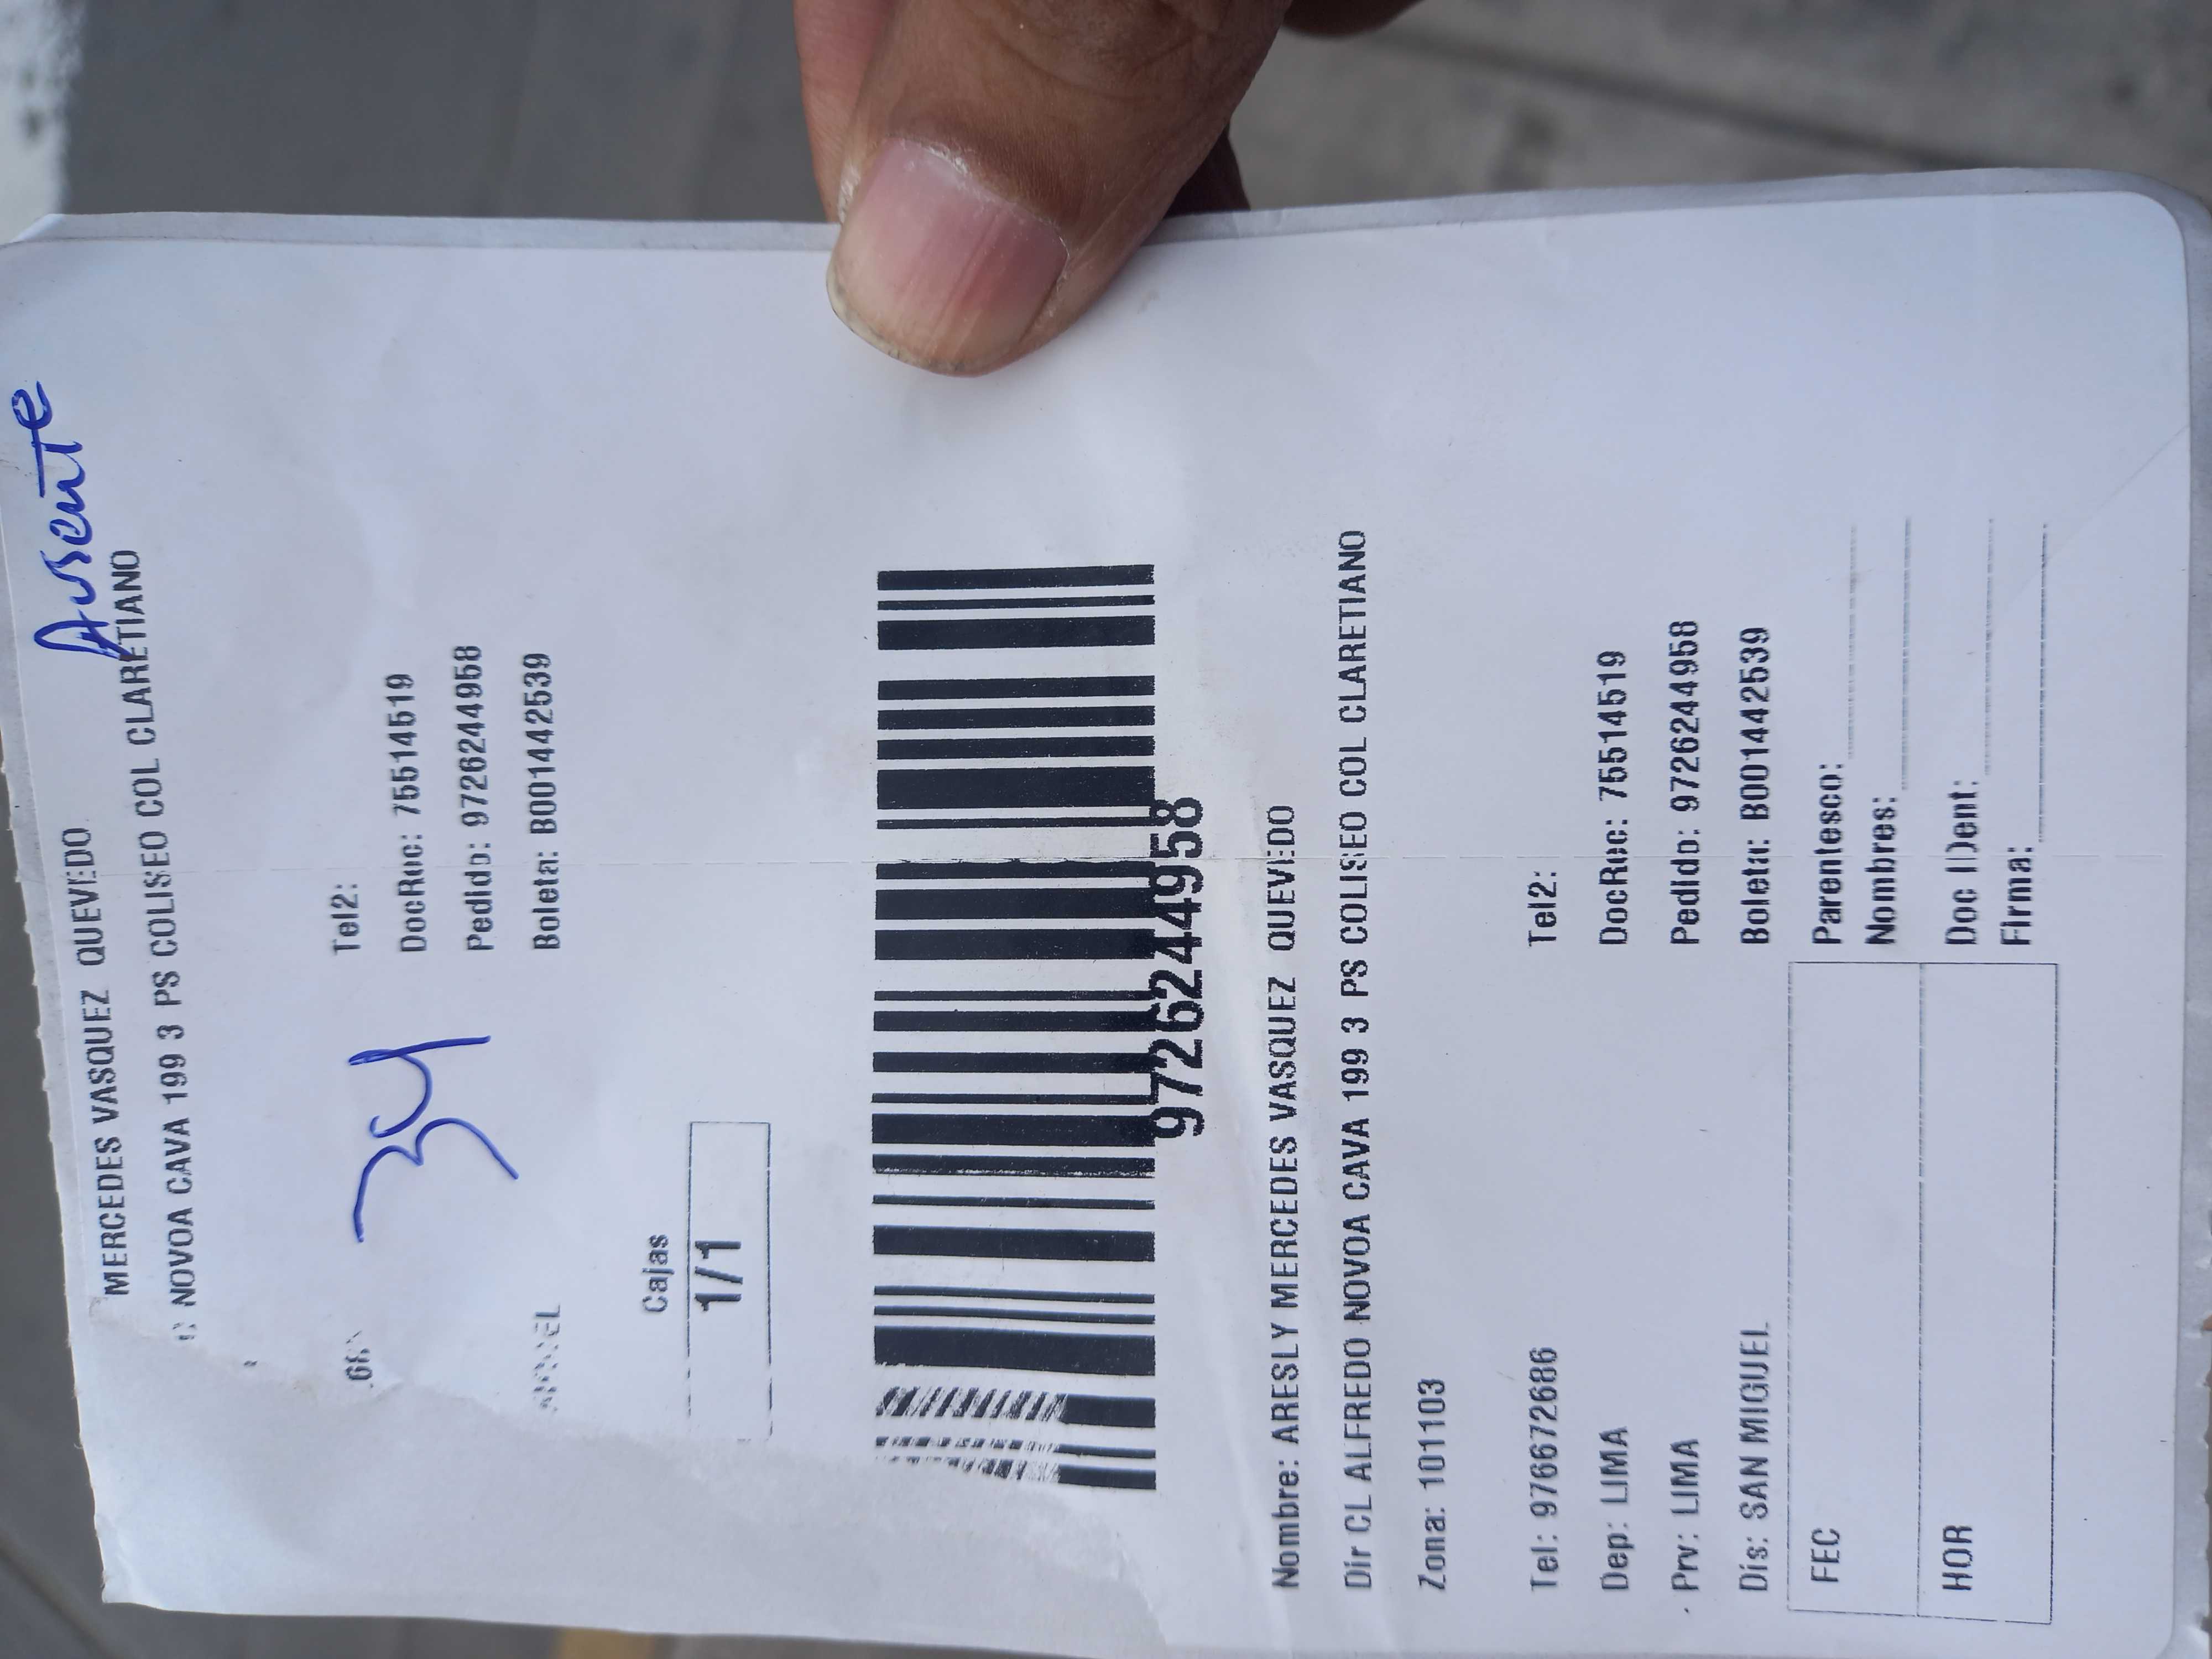 Ausente
MERCEDES VASQUEZ QUEVEDO
NOVOA CAVA 199 3 PS COLISEO COL CLARETIANO
34
Tel2:
DocRuc: 75514519
Pedido: 97262449​58
Boleta: B001442539
Cajas
1/1
9726244958
Nombre: ARESLY MERCEDES VASQUEZ QUEVEDO
Dir CL ALFREDO NOVOA CAVA 199 3 PS COLISEO COL CLARETIANO
Zona: 101103
Tel: 976672686 Tel2:
Dep: LIMA DocRuc: 75514519
Prv: LIMA Pedido: 9726244958
Dis: SAN MIGUEL Boleta: B001442539
FEC Parentesco:
Nombres:
HOR Doc IDent:
Firma: